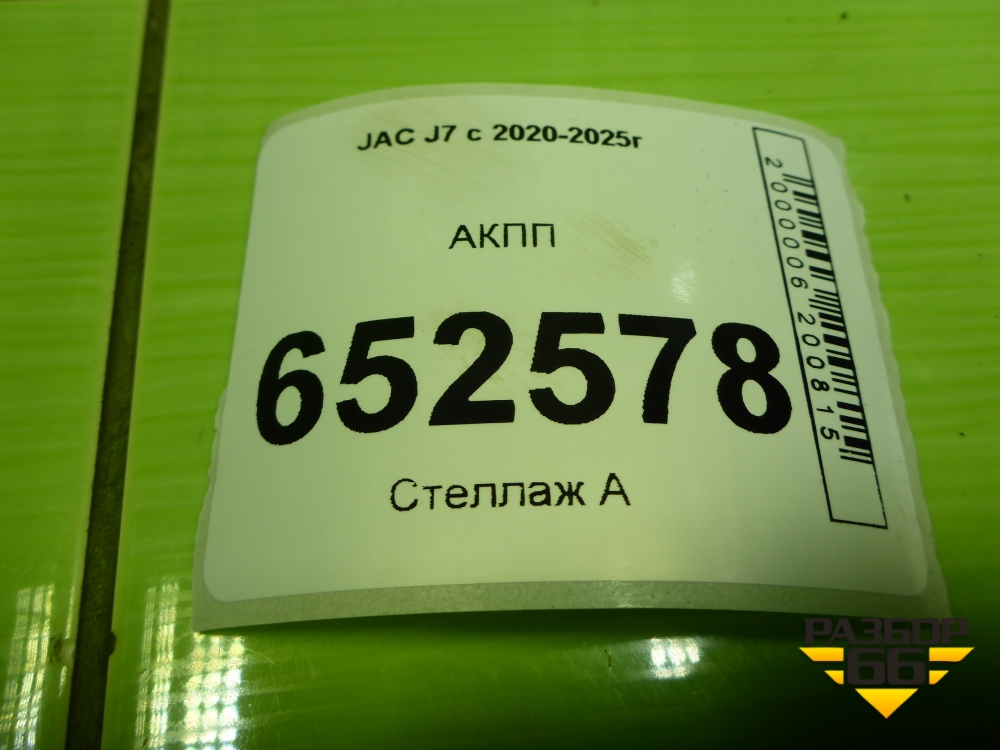 JAC J7 с 2020-2025г
АКПП
652578
Стеллаж А
2000006200815
РАЗБОР
66